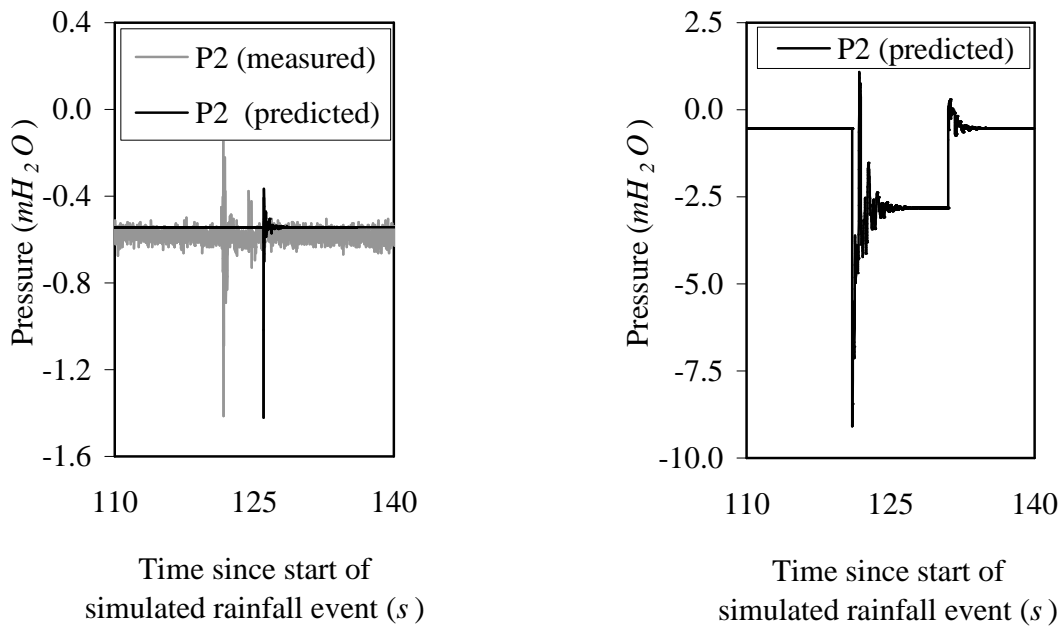 0.4
0.0
-0.4
-0.8
-1.2
-1.6
Pressure (mH2O)
P2 (measured)
P2 (predicted)
110
125
140
Time since start of
simulated rainfall event (s)
2.5
0.0
-2.5
-5.0
-7.5
-10.0
Pressure (mH2O)
P2 (predicted)
110
125
140
Time since start of
simulated rainfall event (s)